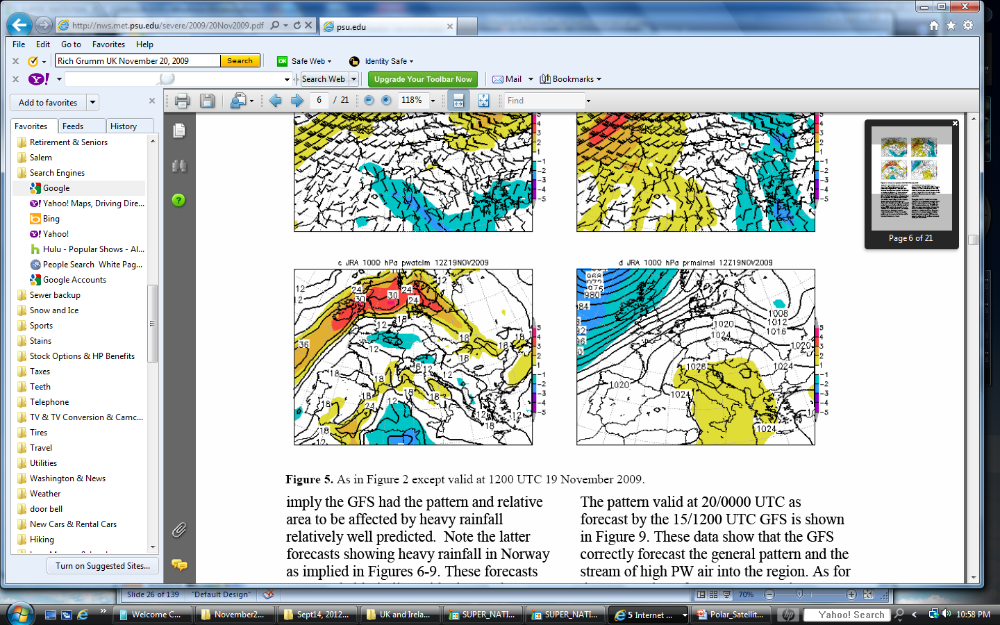 http://nws.met.psu.edu/severe/2009/20Nov2009.pdf
psu.edu
File Edit Go to Favorites Help
Rich Grumm UK November 20, 2009 Search OK Safe Web Identity Safe
Y! Search Web Upgrade Your Toolbar Now Mail Bookmarks
Add to favorites
6 / 21 118% Find
Favorites Feeds History
Retirement & Seniors
Salem
Search Engines
Google
Yahoo! Maps, Driving Dire...
Bing
Yahoo!
Hulu - Popular Shows - Al...
People Search White Pag...
Google Accounts
Sewer backup
Snow and Ice
Sports
Stains
Stock Options & HP Benefits
Taxes
Teeth
Telephone
TV & TV Conversion & Camc...
Tires
Travel
Utilities
Washington & News
Weather
door bell
New Cars & Rental Cars
Hiking
Turn on Suggested Sites...
Page 6 of 21
c JRA 1000 hPa pwatclm 12Z19NOV2009
d JRA 1000 hPa prmslmsl 12Z19NOV2009
Figure 5. As in Figure 2 except valid at 1200 UTC 19 November 2009.
imply the GFS had the pattern and relative
area to be affected by heavy rainfall
relatively well predicted. Note the latter
forecasts showing heavy rainfall in Norway
as implied in Figures 6-9. These forecasts
The pattern valid at 20/0000 UTC as
forecast by the 15/1200 UTC GFS is shown
in Figure 9. These data show that the GFS
correctly forecast the general pattern and the
stream of high PW air into the region. As for
Slide 26 of 139 "Default Design" 70%
Welcome C... November2... Sept14, 2012... UK and Irela... SUPER_NATI... SUPER_NATI... 5 Internet ... Polar_Satellit... hp Yahoo! Search 10:58 PM